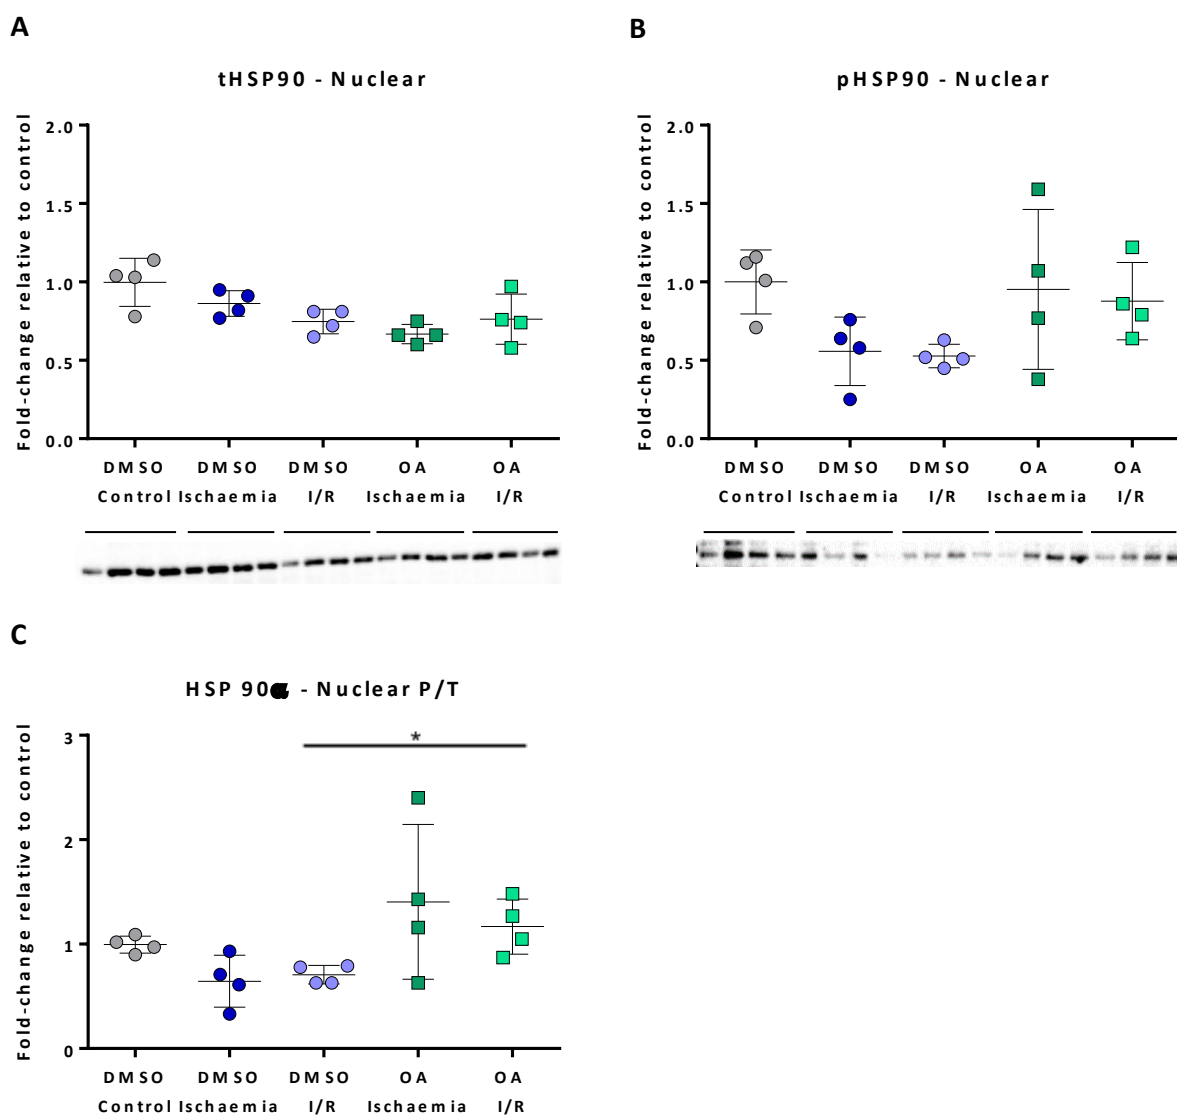 A
tHSP90 - Nuclear
Fold-change relative to control
2.0
1.5
1.0
0.5
0.0
DMSO DMSO DMSO OA OA
Control Ischaemia I/R Ischaemia I/R
B
pHSP90 - Nuclear
Fold-change relative to control
2.0
1.5
1.0
0.5
0.0
DMSO DMSO DMSO OA OA
Control Ischaemia I/R Ischaemia I/R
C
HSP 90α - Nuclear P/T
Fold-change relative to control
3
2
1
0
*
DMSO DMSO DMSO OA OA
Control Ischaemia I/R Ischaemia I/R